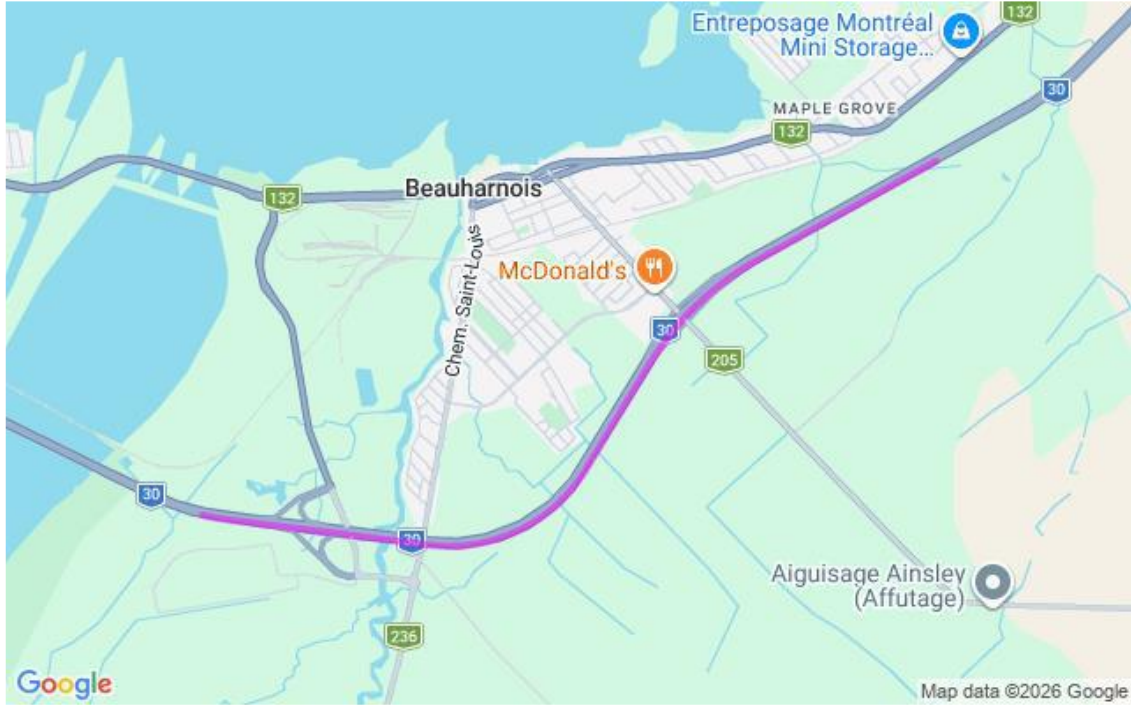 132
Entreposage Montréal
Mini Storage...
30
MAPLE GROVE
132
132
Beauharnois
McDonald's
30
Chem. Saint-Louis
205
30
30
Aiguisage Ainsley
(Affutage)
236
Google
Map data ©2026 Google